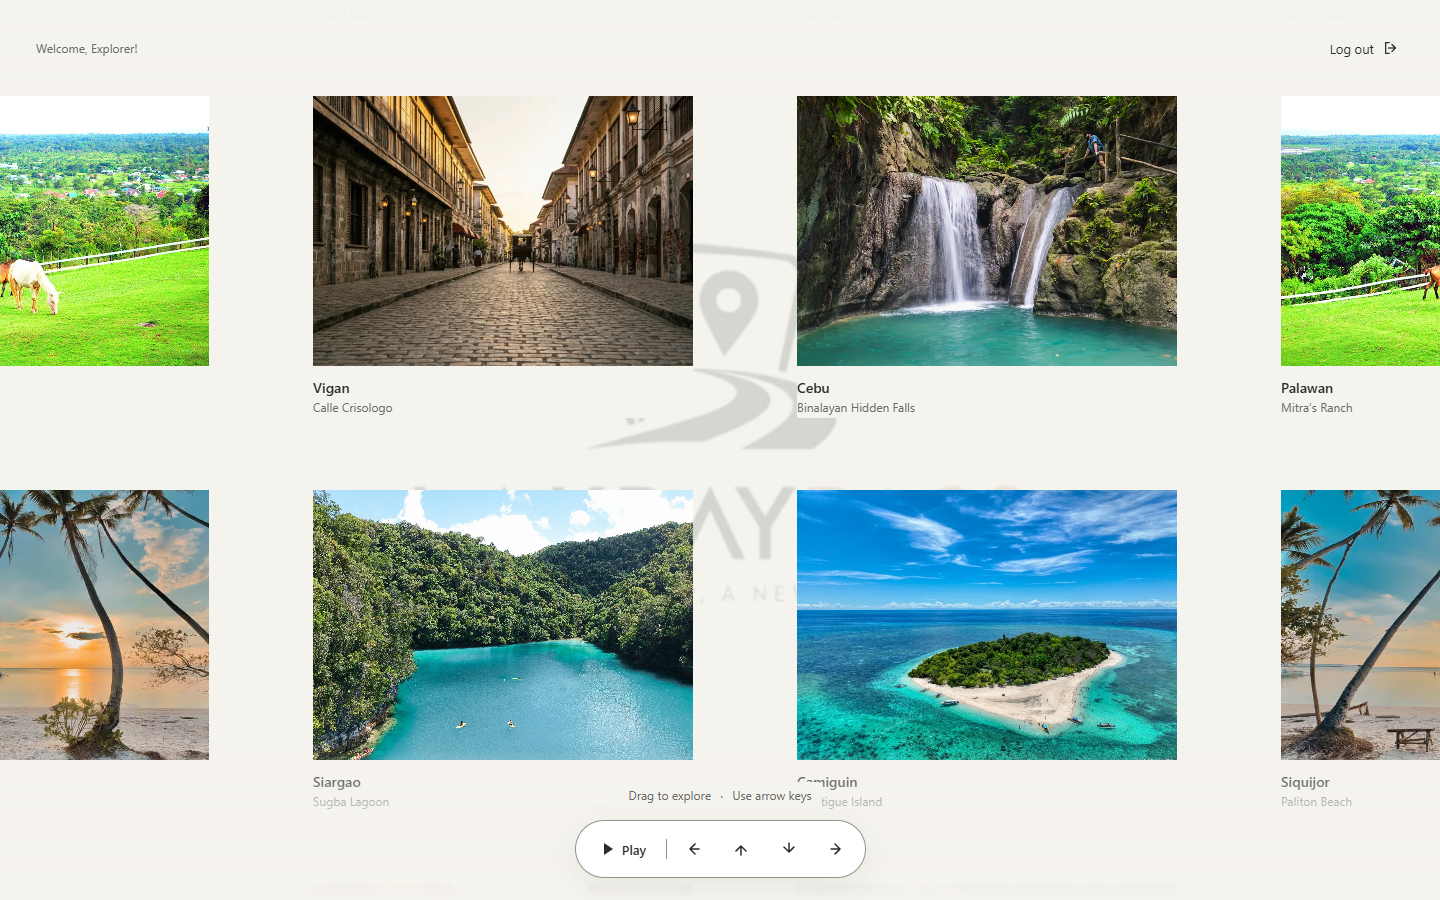 Welcome, Explorer!
Log out
Vigan
Calle Crisologo
Cebu
Binalayan Hidden Falls
Palawan
Mitra's Ranch
Siargao
Sugba Lagoon
Camiguin
Siquijor
Paliton Beach
Drag to explore · Use arrow keys
Play